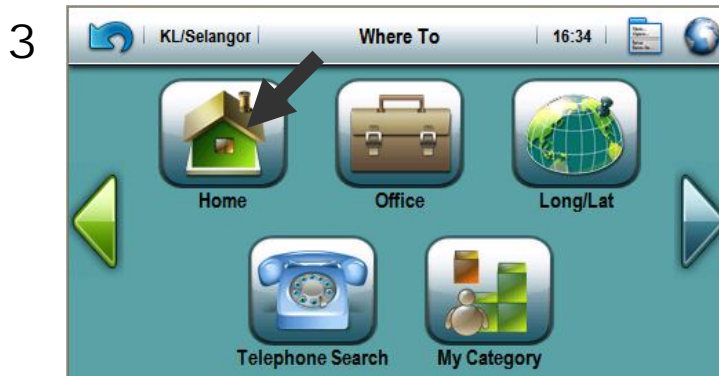 3
KL/Selangor Where To 16:34
Home Office Long/Lat
Telephone Search My Category